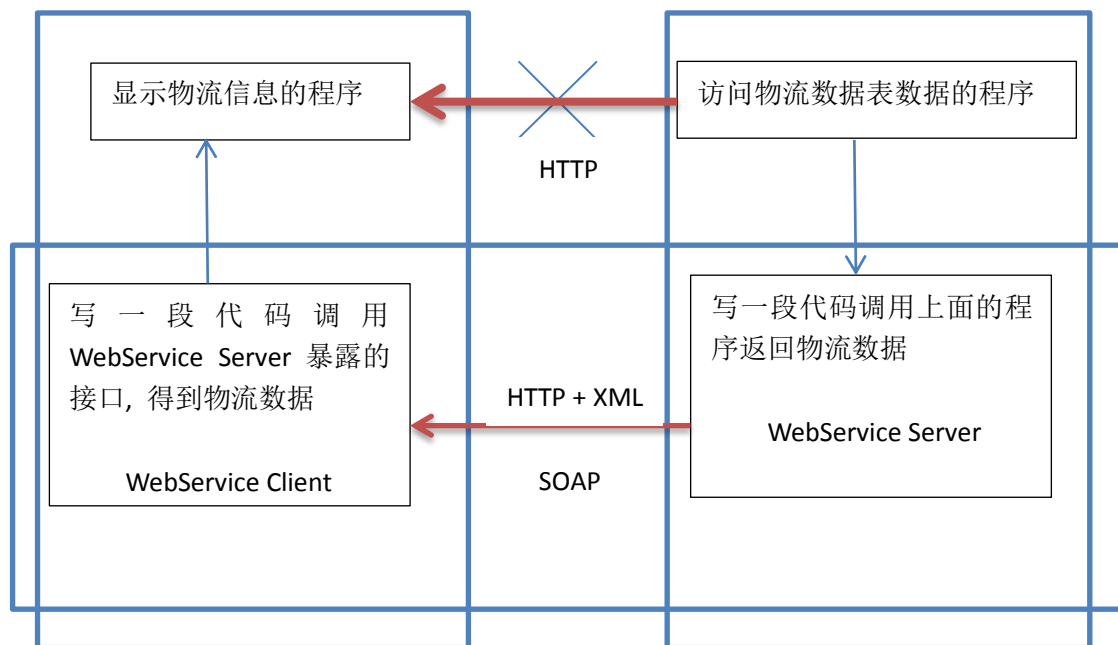 显示物流信息的程序
访问物流数据表数据的程序
HTTP
写一段代码调用
WebService Server 暴露的
接口, 得到物流数据
WebService Client
HTTP + XML
SOAP
写一段代码调用上面的程
序返回物流数据
WebService Server